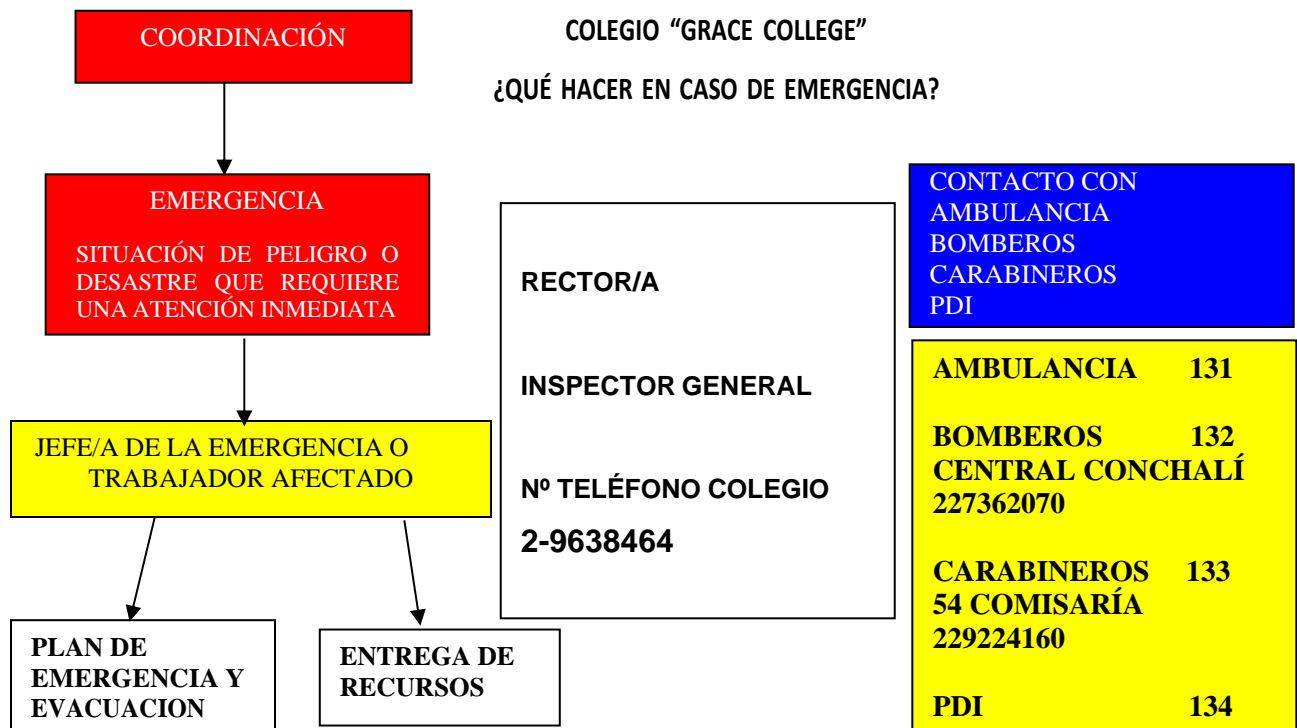 COORDINACIÓN
COLEGIO “GRACE COLLEGE”
¿QUÉ HACER EN CASO DE EMERGENCIA?
EMERGENCIA
SITUACIÓN DE PELIGRO O
DESASTRE QUE REQUIERE
UNA ATENCIÓN INMEDIATA
JEFE/A DE LA EMERGENCIA O
TRABAJADOR AFECTADO
PLAN DE
EMERGENCIA Y
EVACUACION
ENTREGA DE
RECURSOS
RECTOR/A
INSPECTOR GENERAL
Nº TELÉFONO COLEGIO
2-9638464
CONTACTO CON
AMBULANCIA
BOMBEROS
CARABINEROS
PDI
AMBULANCIA 131
BOMBEROS 132
CENTRAL CONCHALÍ
227362070
CARABINEROS 133
54 COMISARÍA
229224160
PDI 134